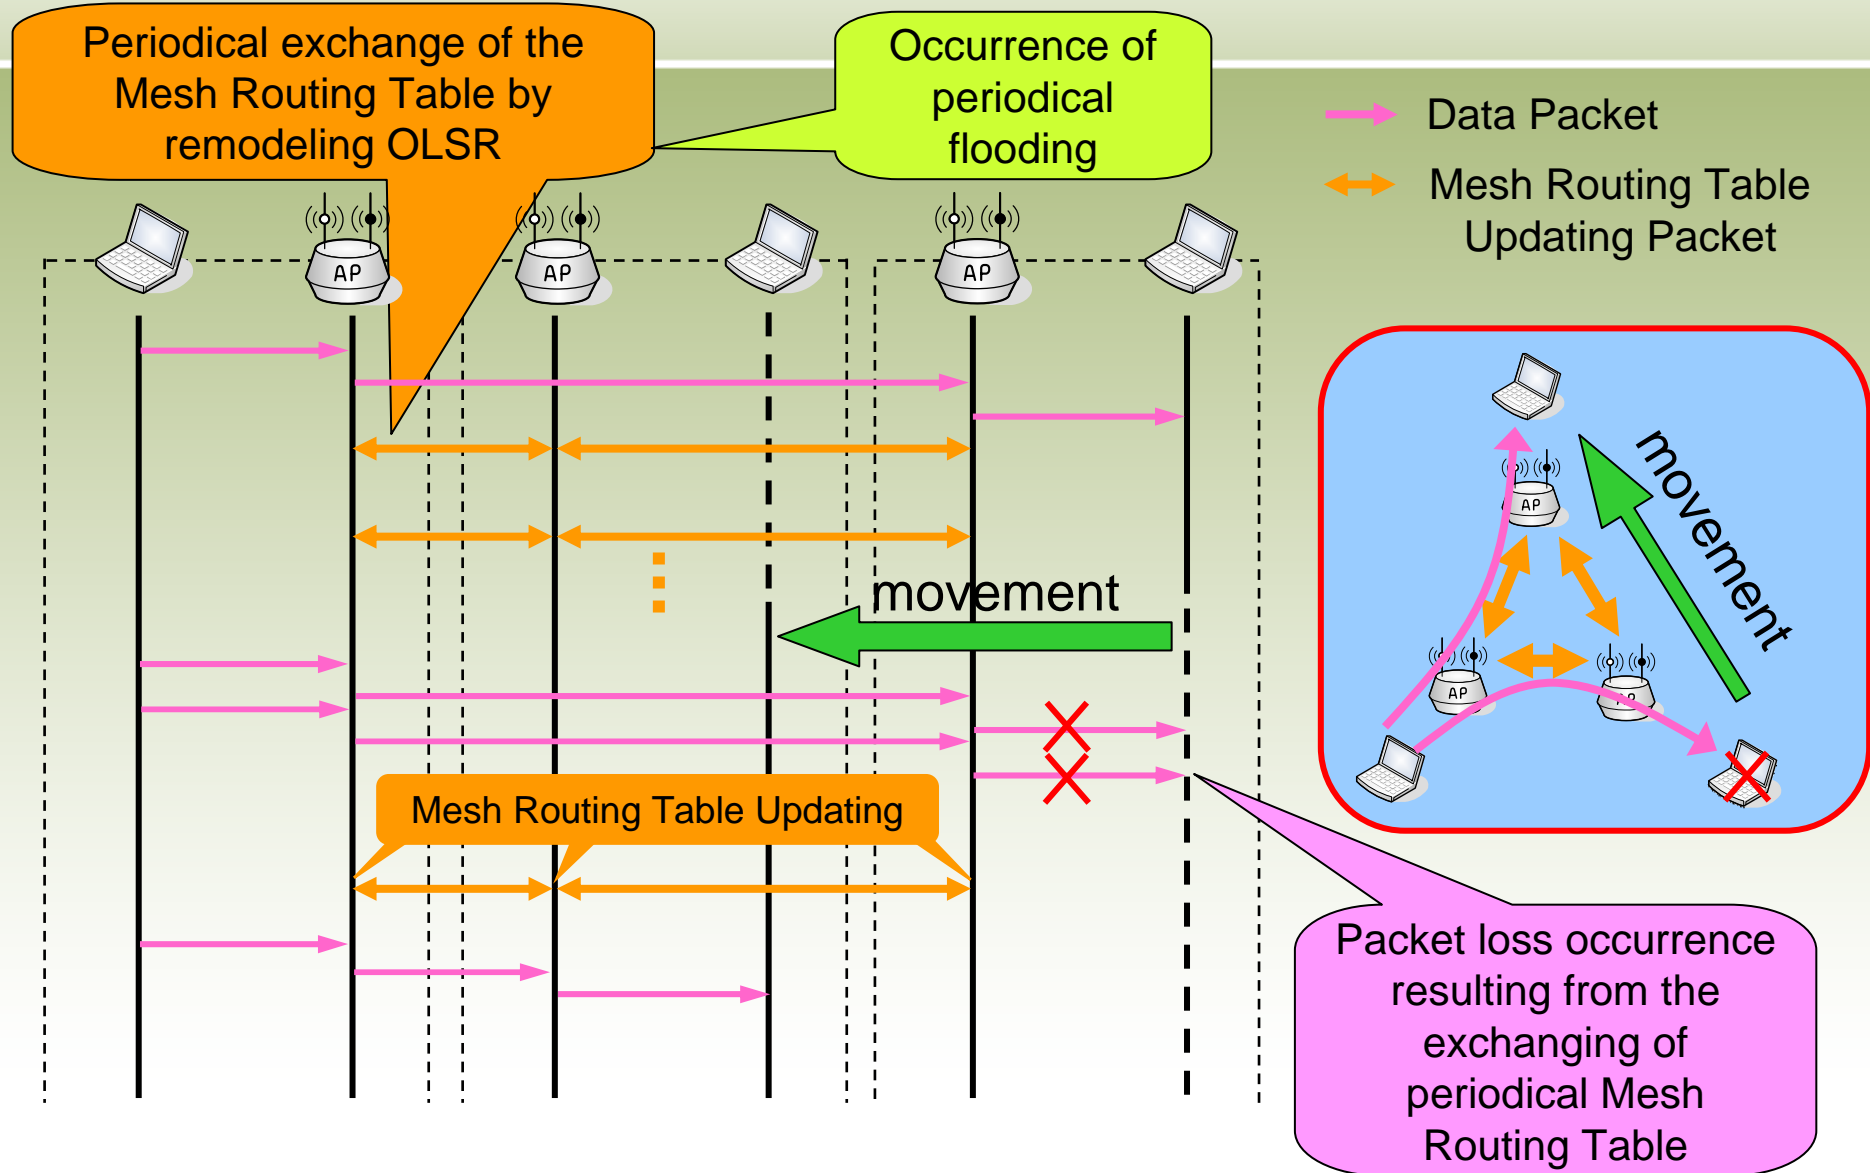 Periodical exchange of the
Mesh Routing Table by
remodeling OLSR
Occurrence of
periodical
flooding
Data Packet
Mesh Routing Table
Updating Packet
AP
AP
AP
movement
Mesh Routing Table Updating
movement
AP
AP
AP
Packet loss occurrence
resulting from the
exchanging of
periodical Mesh
Routing Table